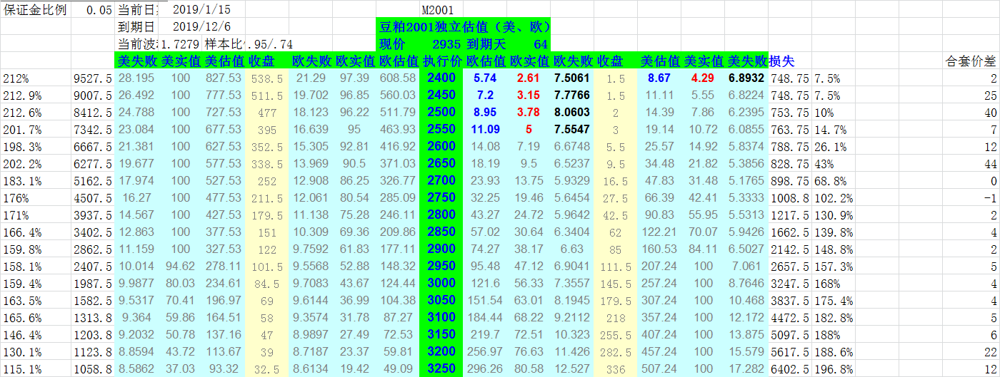 保证金比例 0.05 当前日 2019/1/15 M2001
到期日 2019/12/6 豆粕2001独立估值（美、欧）
当前波 1.7279 样本比 .95/.74 现价 2935 到期天 64
美失败 美实值 美估值 收盘 欧失败 欧实值 欧估值 执行价 欧估值 欧实值 欧失败 收盘 美估值 美实值 美失败 损失 合套价差
212% 9527.5 28.195 100 827.53 538.5 21.29 97.39 608.58 2400 5.74 2.61 7.5061 1.5 8.67 4.29 6.8932 748.75 7.5% 2
212.9% 9007.5 26.492 100 777.53 511.5 19.702 96.85 560.03 2450 7.2 3.15 7.7766 1.5 11.11 5.55 6.8224 748.75 7.5% 25
212.6% 8412.5 24.788 100 727.53 477 18.123 96.22 511.79 2500 8.95 3.78 8.0603 2 14.39 7.86 6.2395 753.75 10% 40
201.7% 7342.5 23.084 100 677.53 395 16.639 95 463.93 2550 11.09 5 7.5547 3 19.14 10.72 6.0855 763.75 14.7% 7
198.3% 6667.5 21.381 100 627.53 352.5 15.305 92.81 416.92 2600 14.08 7.19 6.6748 5.5 25.57 14.92 5.8374 788.75 26.1% 12
202.2% 6277.5 19.677 100 577.53 338.5 13.969 90.5 371.03 2650 18.19 9.5 6.5237 9.5 34.48 21.82 5.3856 828.75 43% 44
183.1% 5162.5 17.974 100 527.53 252 12.908 86.25 326.77 2700 23.93 13.75 5.9329 16.5 47.83 31.48 5.1765 898.75 68.8% 0
176% 4507.5 16.27 100 477.53 211.5 12.061 80.54 285.09 2750 32.25 19.46 5.6454 27.5 66.39 42.41 5.3333 1008.8 102.2% -1
171% 3937.5 14.567 100 427.53 179.5 11.138 75.28 246.11 2800 43.27 24.72 5.9642 42.5 90.83 55.95 5.5313 1217.5 130.9% 2
166.4% 3402.5 12.863 100 377.53 151 10.309 69.36 209.86 2850 57.02 30.64 6.3404 62 122.21 70.07 5.9426 1662.5 139.8% 4
159.8% 2862.5 11.159 100 327.53 122 9.7592 61.83 177.11 2900 74.27 38.17 6.63 85 160.53 84.11 6.5027 2142.5 148.8% 2
158.1% 2407.5 10.014 94.62 278.11 101.5 9.5568 52.88 148.32 2950 95.48 47.12 6.9041 111.5 207.24 100 7.061 2657.5 157.3% 5
159.4% 1987.5 9.9877 80.03 234.61 84.5 9.7083 43.67 124.44 3000 121.6 56.33 7.3557 145.5 257.24 100 8.7646 3247.5 168% 4
163.5% 1582.5 9.5317 70.41 196.97 69 9.6144 36.99 104.38 3050 151.54 63.01 8.1945 179.5 307.24 100 10.468 3837.5 175.4% 4
165.6% 1313.8 9.364 59.86 164.51 58 9.3574 31.78 87.27 3100 184.44 68.22 9.2112 218 357.24 100 12.172 4472.5 182.8% 5
146.4% 1203.8 9.2032 50.78 137.16 47 8.9897 27.49 72.53 3150 219.7 72.51 10.323 255.5 407.24 100 13.875 5097.5 188% 6
130.1% 1123.8 8.8594 43.72 113.67 39 8.7187 23.37 59.81 3200 256.97 76.63 11.426 282.5 457.24 100 15.579 5617.5 188.6% 22
115.1% 1058.8 8.5862 37.03 93.32 32.5 8.6134 19.42 49.09 3250 296.26 80.58 12.527 336 507.24 100 17.282 6402.5 196.8% 12